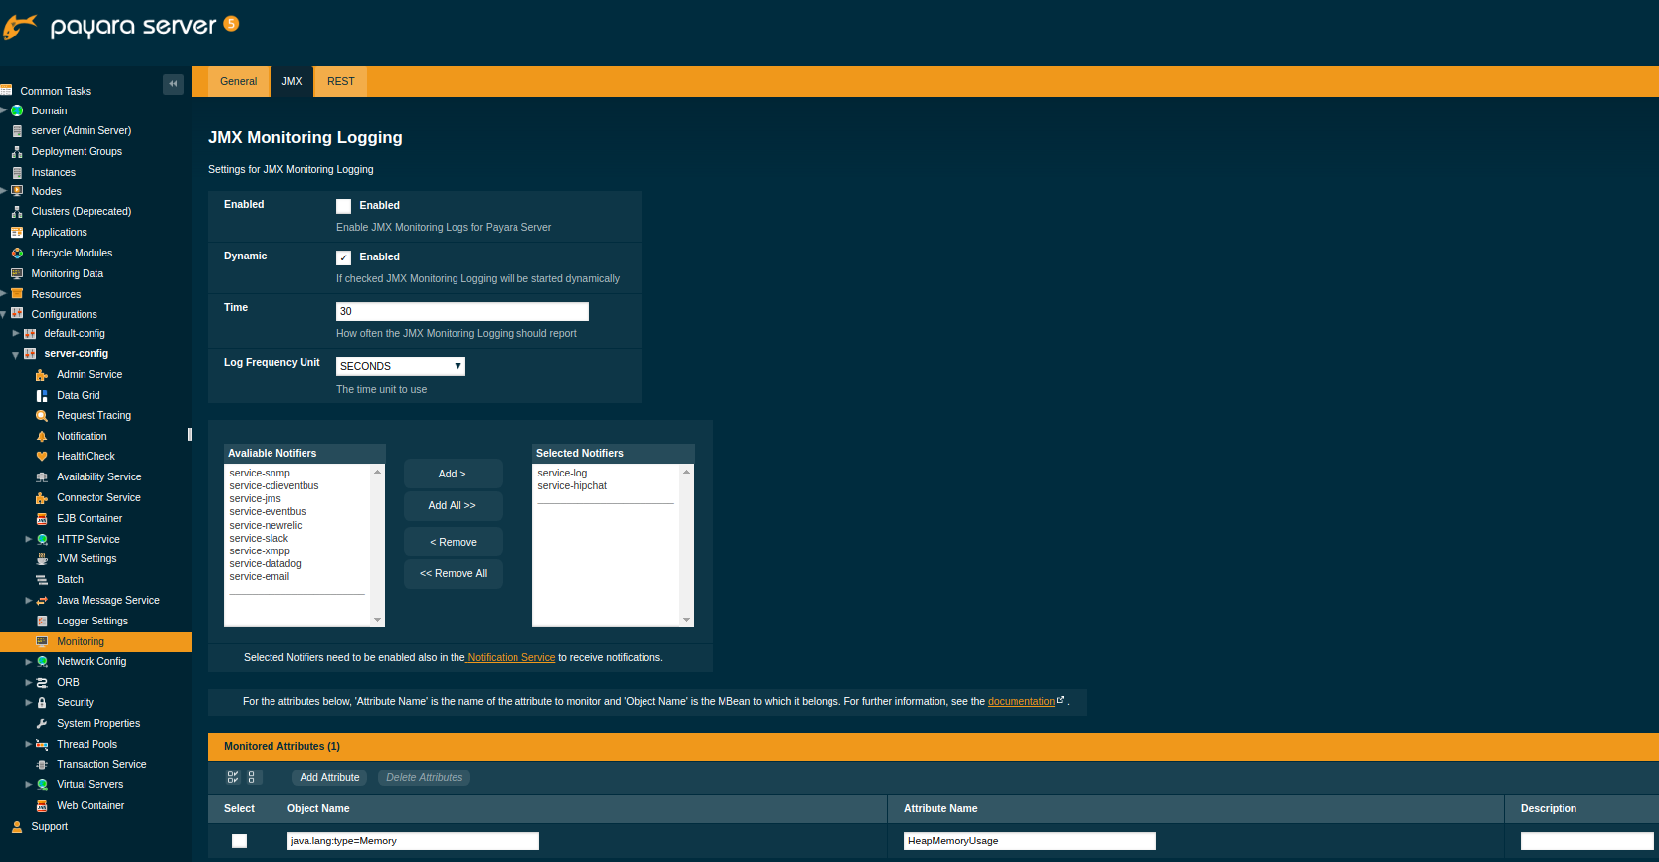 payara server 5
General
JMX
REST
Common Tasks
Domain
server (Admin Server)
Deployment Groups
Instances
Nodes
Clusters (Deprecated)
Applications
Lifecycle Modules
Monitoring Data
Resources
Configurations
default-config
server-config
Admin Service
Data Grid
Request Tracing
Notification
HealthCheck
Availability Service
Connector Service
EJB Container
HTTP Service
JVM Settings
Batch
Java Message Service
Logger Settings
Monitoring
Network Config
ORB
Security
System Properties
Thread Pools
Transaction Service
Virtual Servers
Web Container
Support
JMX Monitoring Logging
Settings for JMX Monitoring Logging
Enabled
Enabled
Enable JMX Monitoring Logs for Payara Server
Dynamic
Enabled
If checked JMX Monitoring Logging will be started dynamically
Time
30
How often the JMX Monitoring Logging should report
Log Frequency Unit
SECONDS
The time unit to use
Avaliable Notifiers
service-snmp
service-cdieventbus
service-jms
service-eventbus
service-newrelic
service-slack
service-xmpp
service-datadog
service-email
Add >
Add All >>
< Remove
<< Remove All
Selected Notifiers
service-log
service-hipchat
Selected Notifiers need to be enabled also in the Notification Service to receive notifications.
For the attributes below, 'Attribute Name' is the name of the attribute to monitor and 'Object Name' is the MBean to which it belongs. For further information, see the documentation .
Monitored Attributes (1)
Add Attribute
Delete Attributes
Select
Object Name
Attribute Name
Description
java.lang:type=Memory
HeapMemoryUsage